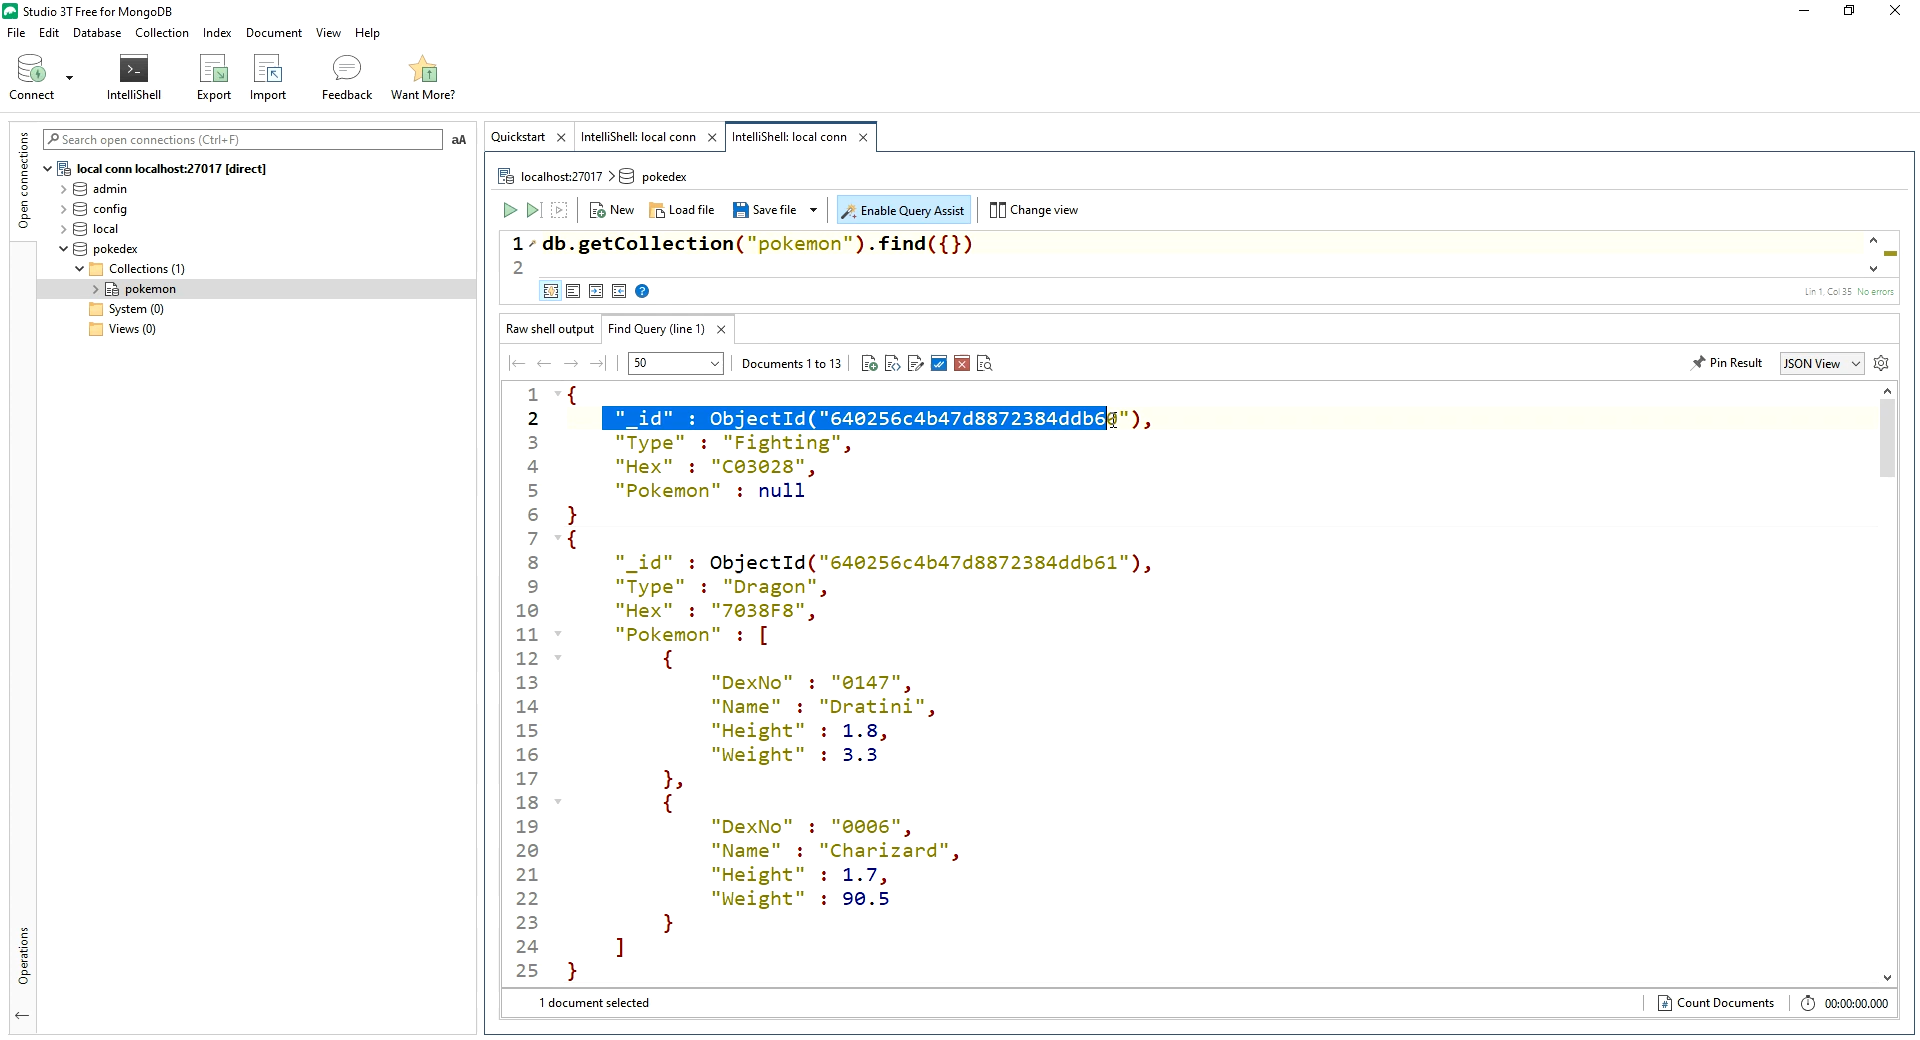 Studio 3T Free for MongoDB
File Edit Database Collection Index Document View Help
Connect IntelliShell Export Import Feedback Want More?
Open connections
Search open connections (Ctrl+F) aA
local conn localhost:27017 [direct]
admin
config
local
pokedex
Collections (1)
pokemon
System (0)
Views (0)
Operations
Quickstart IntelliShell: local conn IntelliShell: local conn
localhost:27017 > pokedex
New Load file Save file Enable Query Assist Change view
1 db.getCollection("pokemon").find({})
2
Lin 1, Col 35 No errors
Raw shell output Find Query (line 1)
50 Documents 1 to 13 Pin Result JSON View
1 {
2 "_id" : ObjectId("640256c4b47d8872384ddb60"),
3 "Type" : "Fighting",
4 "Hex" : "C03028",
5 "Pokemon" : null
6 }
7 {
8 "_id" : ObjectId("640256c4b47d8872384ddb61"),
9 "Type" : "Dragon",
10 "Hex" : "7038F8",
11 "Pokemon" : [
12 {
13 "DexNo" : "0147",
14 "Name" : "Dratini",
15 "Height" : 1.8,
16 "Weight" : 3.3
17 },
18 {
19 "DexNo" : "0006",
20 "Name" : "Charizard",
21 "Height" : 1.7,
22 "Weight" : 90.5
23 }
24 ]
25 }
1 document selected Count Documents 00:00:00.000